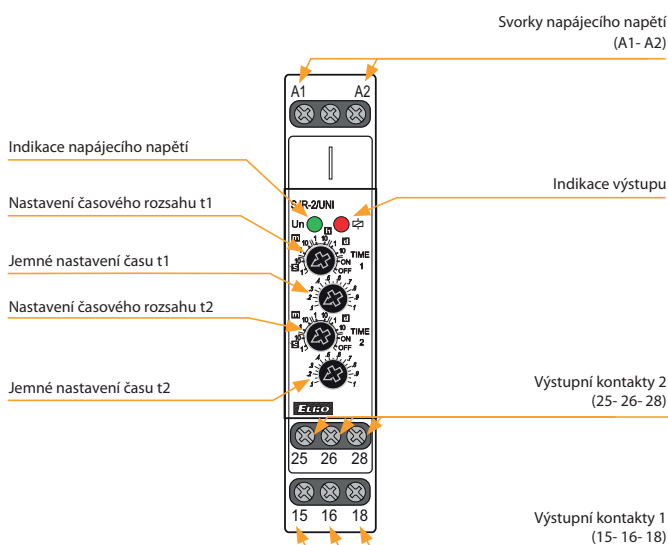 Svorky napájecího napětí
(A1- A2)
A1 A2
Indikace napájecího napětí
Indikace výstupu
Nastavení časového rozsahu t1
Un
TIME
1
ON
OFF
Jemné nastavení času t1
Nastavení časového rozsahu t2
TIME
2
ON
OFF
Jemné nastavení času t2
ELKO
Výstupní kontakty 2
(25- 26- 28)
25 26 28
15 16 18
Výstupní kontakty 1
(15- 16- 18)